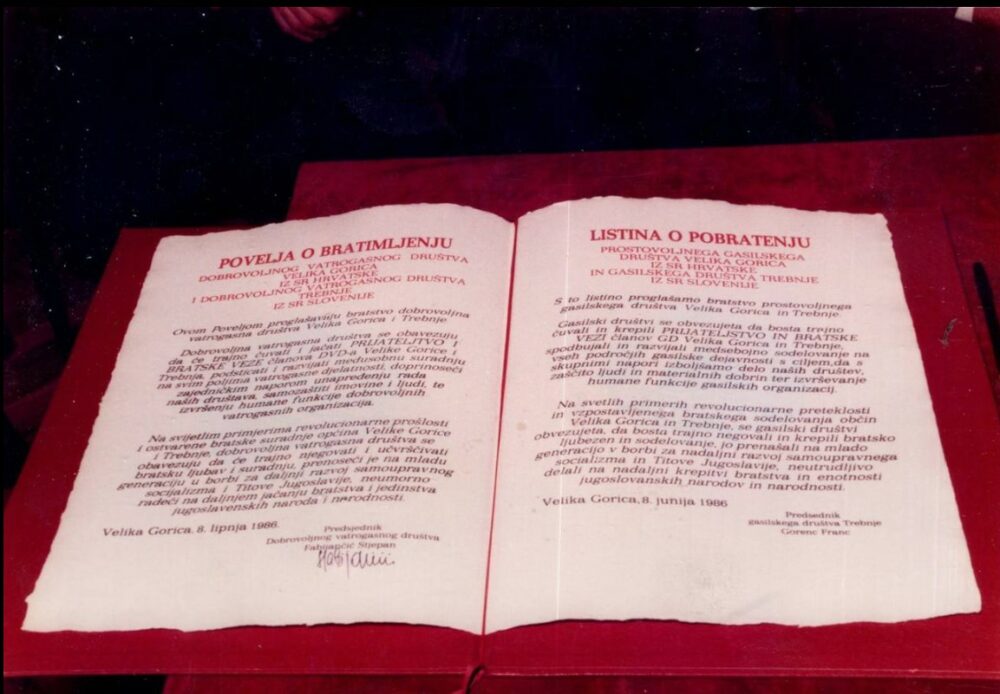 POVELJA O BRATIMLJENJU
DOBROVOLJNOG VATROGASNOG DRUŠTVA
VELIKA GORICA
IZ SR HRVATSKE
I DOBROVOLJNOG VATROGASNOG DRUŠTVA
TREBNJE
IZ SR SLOVENIJE
Ovom Poveljom proglašavaju bratstvo dobrovoljna
vatrogasna društva Velika Gorica i Trebnje.
Dobrovoljna vatrogasna društva se obavezuju
da će trajno čuvati i jačati PRIJATELJSTVO I
BRATSKE VEZE članova DVD-a Velike Gorice i
Trebnja, podsticati i razvijati međusobnu suradnju
na svim poljima vatrogasne djelatnosti, doprinoseći
zajedničkim naporom unapređenju rada
naših društava, samozaštiti imovine i ljudi, te
izvršenju humane funkcije dobrovoljnih
vatrogasnih organizacija.
Na svijetlim primjerima revolucionarne prošlosti
i ostvarene bratske suradnje općina Velike Gorice
i Trebnje, dobrovoljna vatrogasna društva se
obavezuju da će trajno njegovati i učvršćivati
bratsku ljubav i suradnju, prenoseći je na mladu
generaciju u borbi za daljnji razvoj samoupravnog
socijalizma i Titove Jugoslavije, neumorno
radeći na daljnjem jačanju bratstva i jedinstva
jugoslavenskih naroda i narodnosti.
Velika Gorica, 8. lipnja 1986.
Predsjednik
Dobrovoljnog vatrogasnog društva
Fabijančić Stjepan
LISTINA O POBRATENJU
PROSTOVOLJNEGA GASILSKEGA
DRUŠTVA VELIKA GORICA
IZ SR HRVATSKE
IN GASILSKEGA DRUŠTVA TREBNJE
IZ SR SLOVENIJE
S to listino proglašamo bratstvo prostovoljnega
gasilskega društva Velika Gorica in Trebnje.
Gasilski društvi se obvezujeta da bosta trejno
čuvali in krepili PRIJATELJSTVO IN BRATSKE
VEZI članov GD Velika Gorica in Trebnje,
spodbujali in razvijali medsebojno sodelovanje na
vseh področjih gasilske dejavnosti s ciljem,da s
skupnimi napori izboljšamo delo naših društev,
zaščito ljudi in materialnih dobrin ter izvrševanje
humane funkcije gasilskih organizacij.
Na svetlih primerih revolucionarne preteklosti
in vzpostavljenega bratskega sodelovanja občin
Velika Gorica in Trebnje, se gasilski društvi
obvezujeta, da bosta trajno negovali in krepili bratsko
ljubezen in sodelovanje, jo prenašali na mlado
generacijo v borbi za nadaljni razvoj samoupravnega
socializma in Titove Jugoslavije, neutrudljivo
delali na nadaljni krepitvi bratstva in enotnosti
jugoslovanskih narodov in narodnosti.
Velika Gorica, 8. junija 1986
Predsednik
gasilskega društva Trebnje
Gorenc Franc